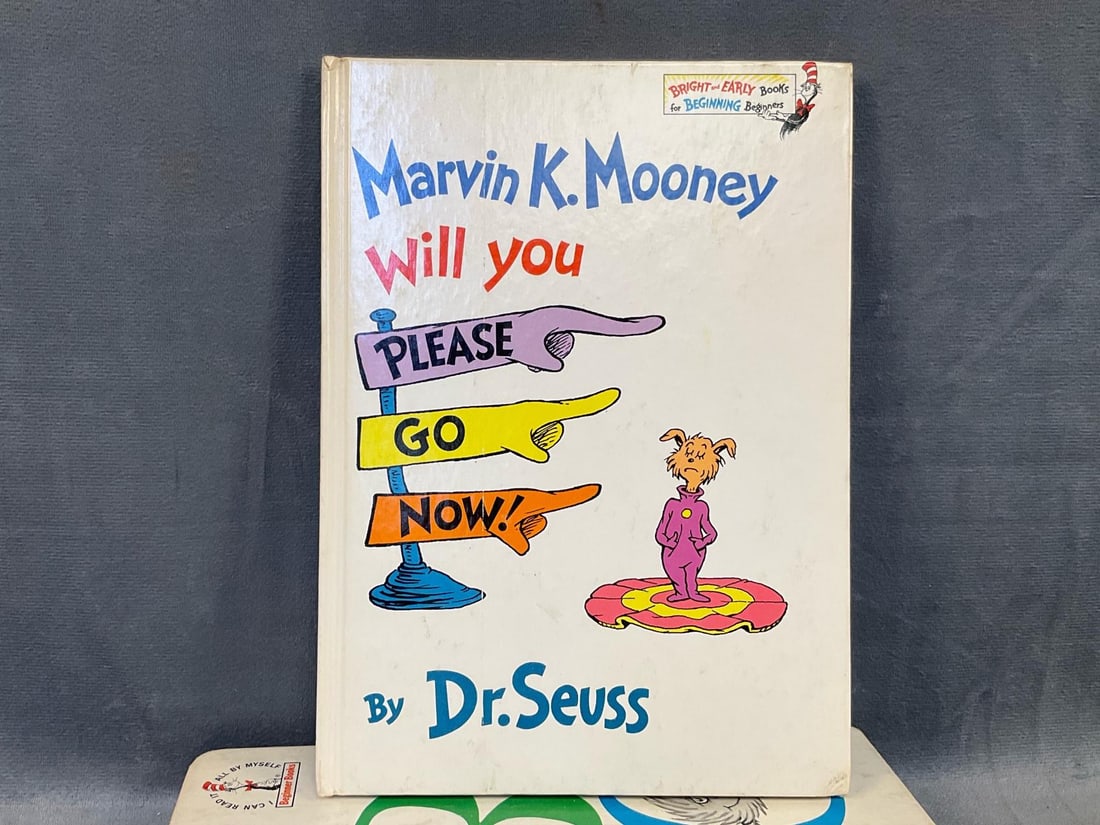 BRIGHT and EARLY Books
for BEGINNING Beginners
Marvin K. Mooney
will you
PLEASE
GO
NOW!
By Dr. Seuss
I CAN READ IT ALL BY MYSELF
Beginner Books